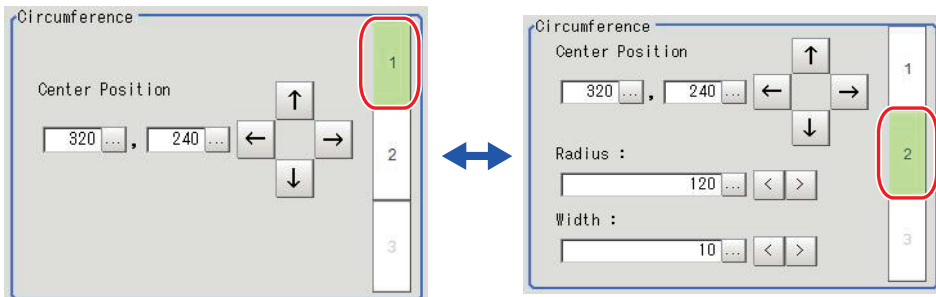 Circumference
1
Center Position
↑
320 ... , 240 ... ← →
2
↓
3
Circumference
Center Position
↑
1
320 ... , 240 ... ← →
↓
Radius :
2
120 ... < >
Width :
3
10 ... < >